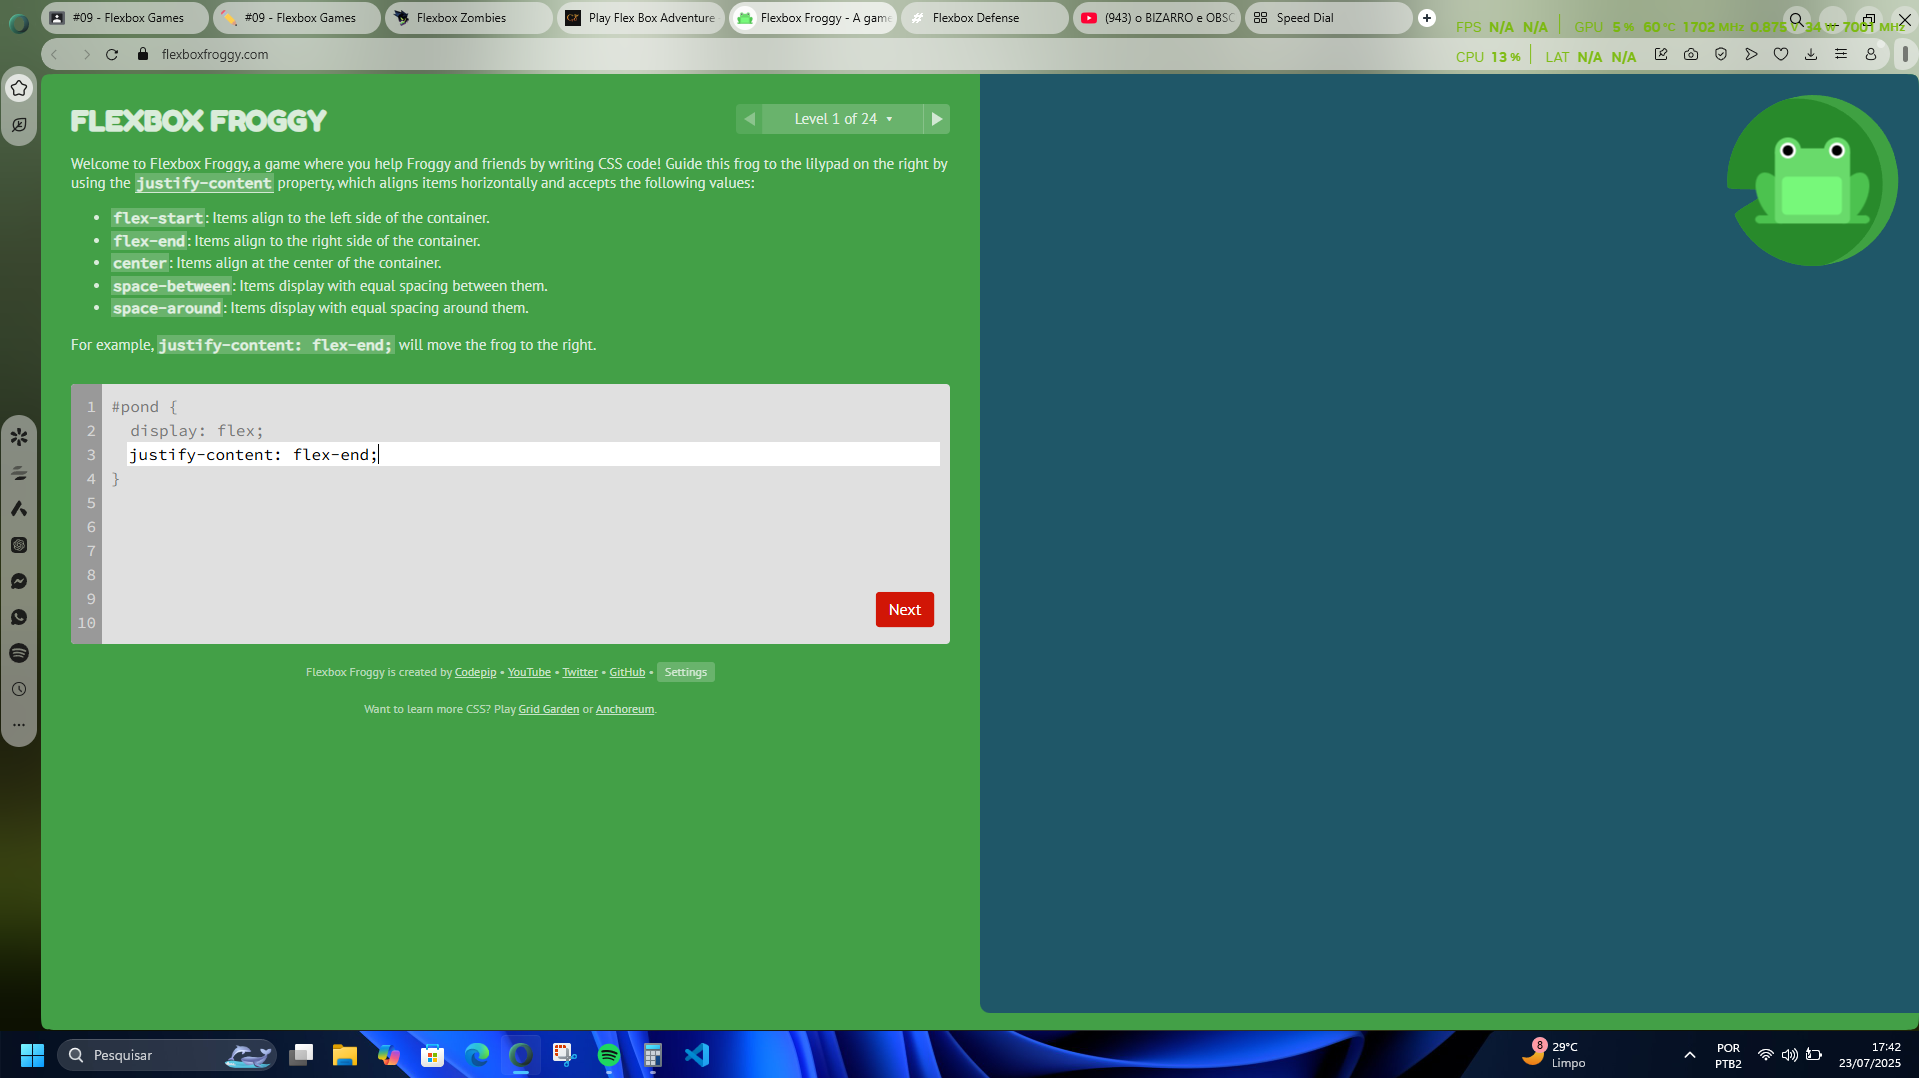 #09 - Flexbox Games
#09 - Flexbox Games
Flexbox Zombies
Play Flex Box Adventure
Flexbox Froggy - A game
Flexbox Defense
(943) o BIZARRO e OBSC
Speed Dial
FPS N/A N/A GPU 5 % 60 °C 1702 MHz 0.875 V 34 W 7001 MHz
CPU 13 % LAT N/A N/A
flexboxfroggy.com
FLEXBOX FROGGY
Level 1 of 24
Welcome to Flexbox Froggy, a game where you help Froggy and friends by writing CSS code! Guide this frog to the lilypad on the right by
using the justify-content property, which aligns items horizontally and accepts the following values:
flex-start: Items align to the left side of the container.
flex-end: Items align to the right side of the container.
center: Items align at the center of the container.
space-between: Items display with equal spacing between them.
space-around: Items display with equal spacing around them.
For example, justify-content: flex-end; will move the frog to the right.
1 #pond {
2 display: flex;
3 justify-content: flex-end;
4 }
5
6
7
8
9
10
Next
Flexbox Froggy is created by Codepip • YouTube • Twitter • GitHub • Settings
Want to learn more CSS? Play Grid Garden or Anchoreum.
Pesquisar
8
29°C
Limpo
POR
PTB2
17:42
23/07/2025